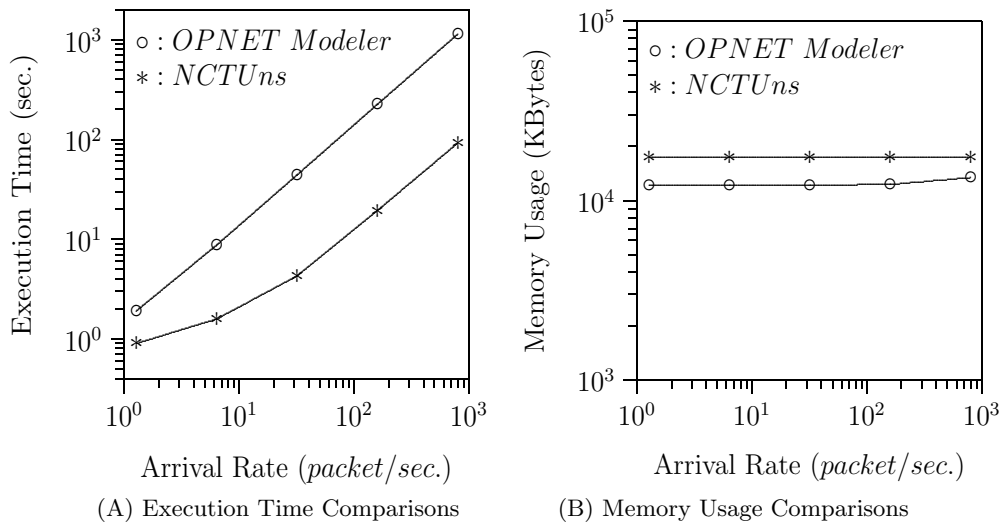 10^3
10^2
10^1
10^0
Execution Time (sec.)
○ : OPNET Modeler
* : NCTUns
10^0 10^1 10^2 10^3
Arrival Rate (packet/sec.)
(A) Execution Time Comparisons
10^5
10^4
10^3
Memory Usage (KBytes)
○ : OPNET Modeler
* : NCTUns
10^0 10^1 10^2 10^3
Arrival Rate (packet/sec.)
(B) Memory Usage Comparisons